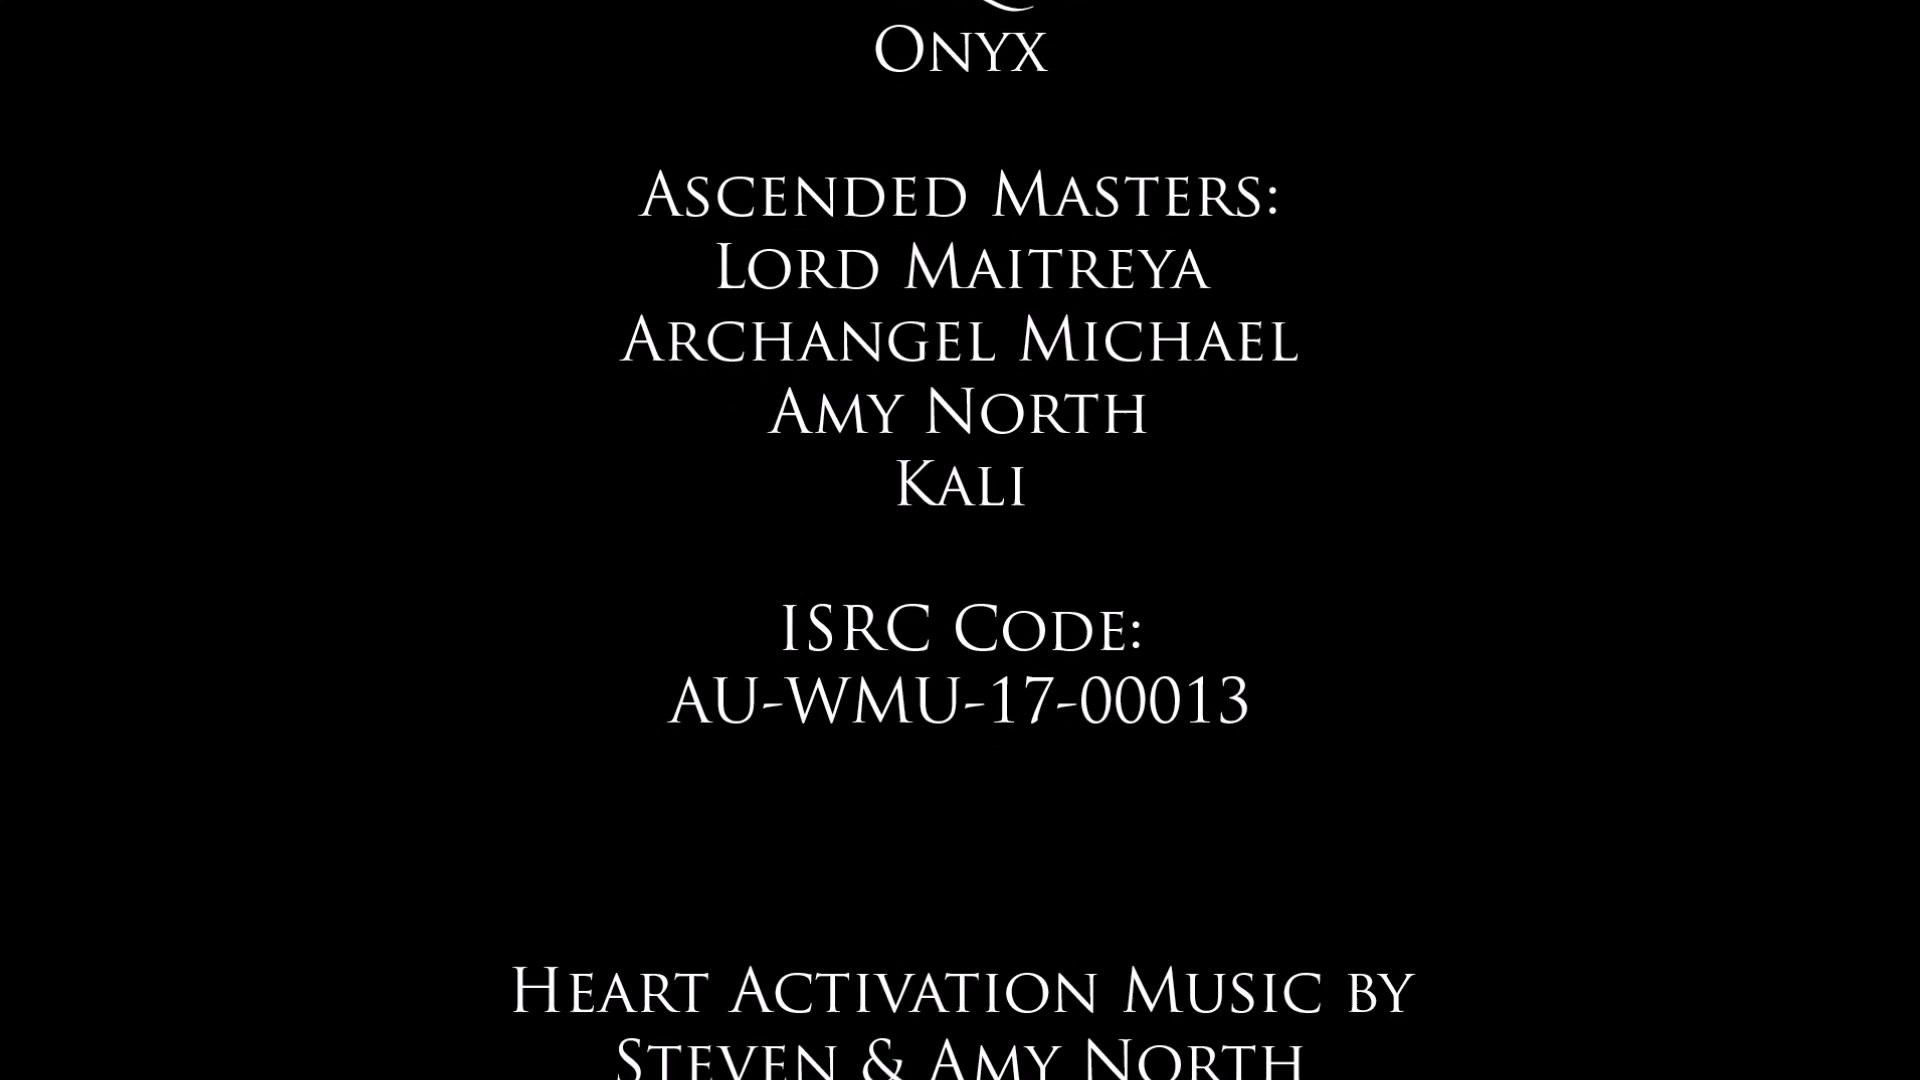 Onyx
Ascended Masters:
Lord Maitreya
Archangel Michael
Amy North
Kali
ISRC Code:
AU-WMU-17-00013
Heart Activation Music by
Steven & Amy North